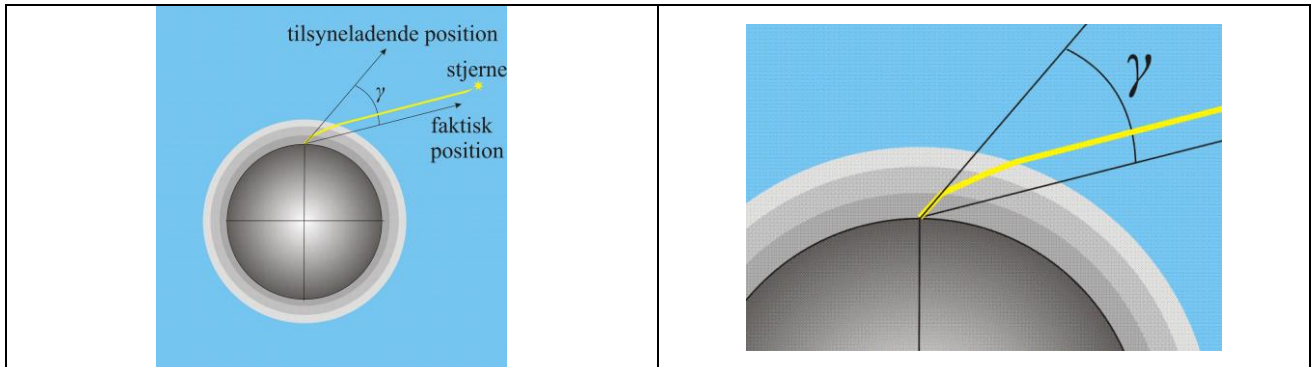 tilsyneladende position
stjerne
γ
faktisk
position
γ